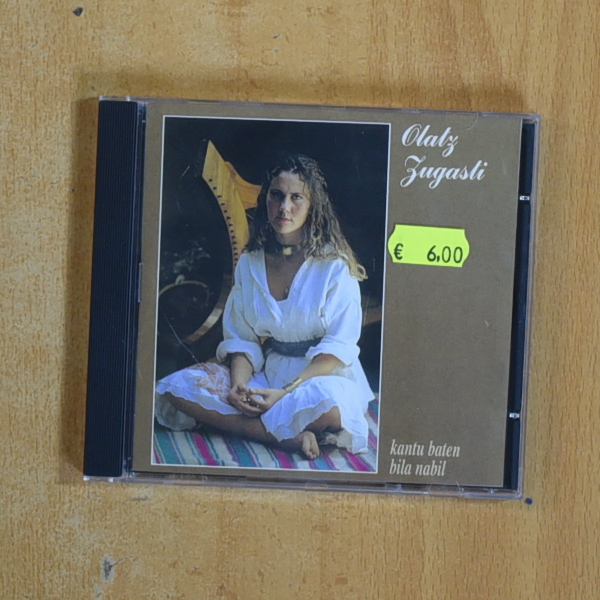 Olatz
Zugasti
€ 6,00
kantu baten
bila nabil